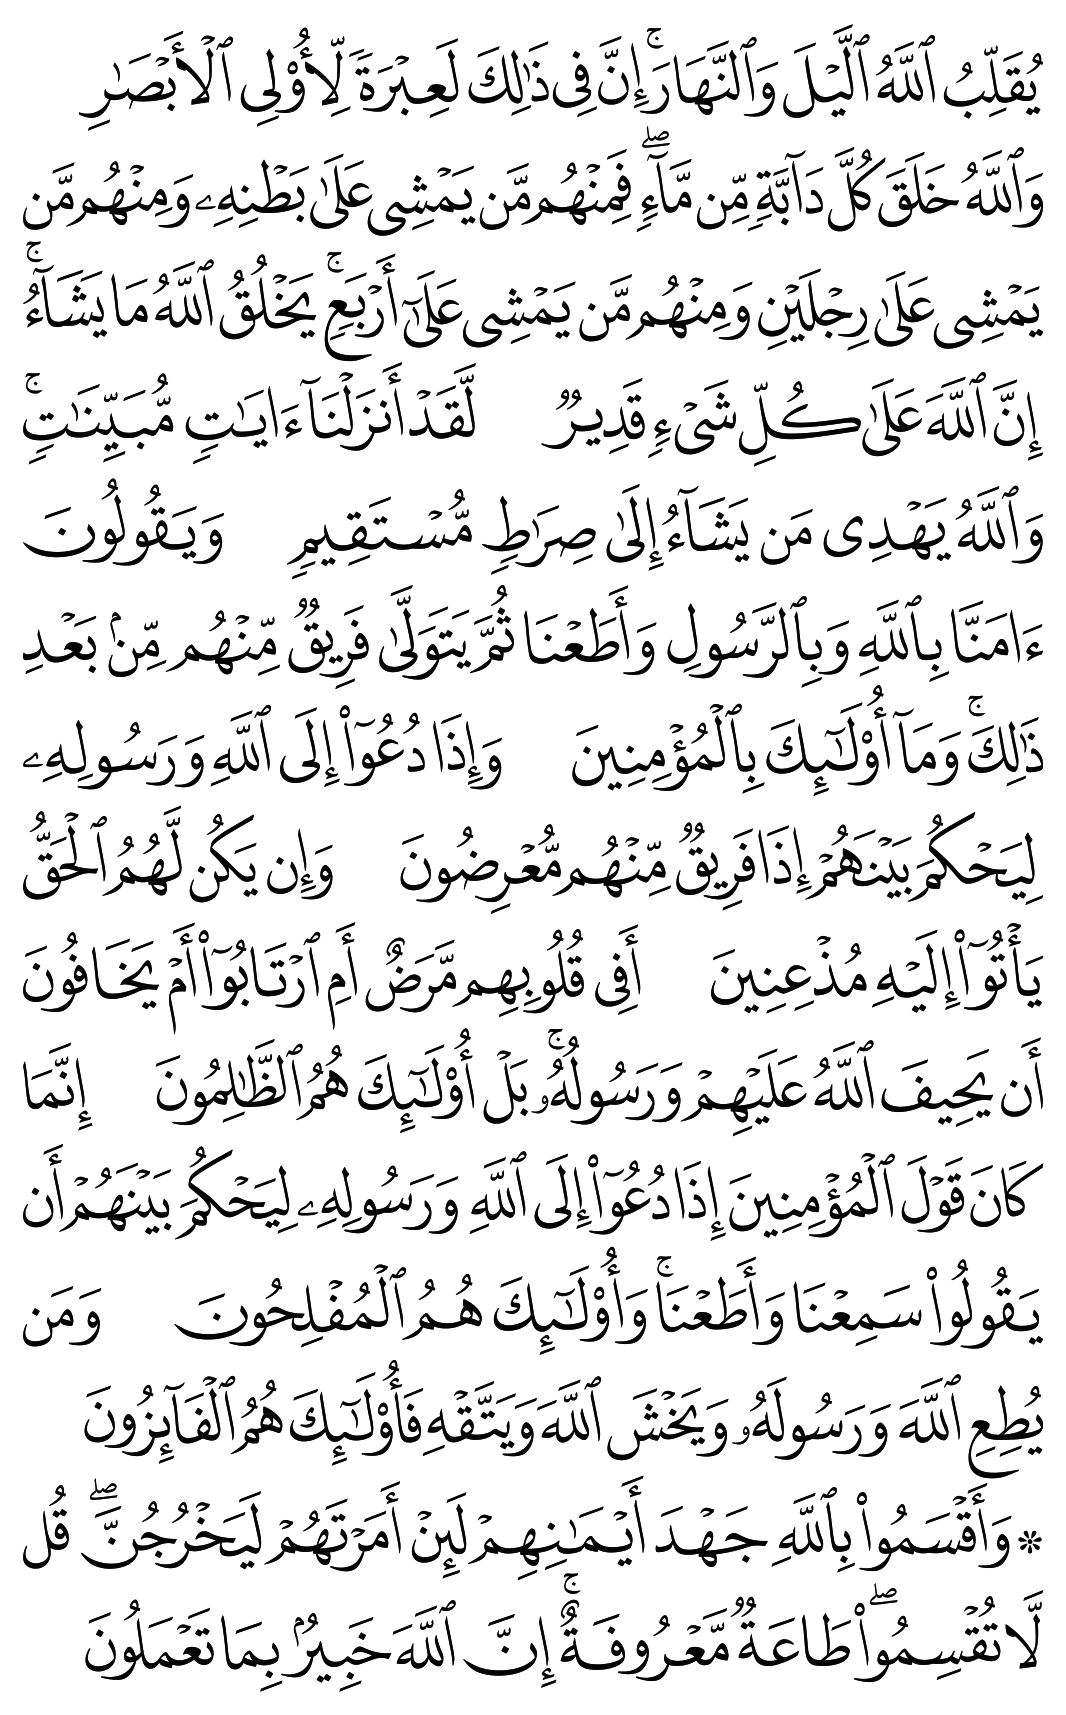 يُقَلِّبُ ٱللَّهُ ٱلَّيْلَ وَٱلنَّهَارَۚ إِنَّ فِى ذَٰلِكَ لَعِبْرَةً لِّأُو۟لِى ٱلْأَبْصَٰرِ
وَٱللَّهُ خَلَقَ كُلَّ دَآبَّةٍ مِّن مَّآءٍۖ فَمِنْهُم مَّن يَمْشِى عَلَىٰ بَطْنِهِۦ وَمِنْهُم مَّن
يَمْشِى عَلَىٰ رِجْلَيْنِ وَمِنْهُم مَّن يَمْشِى عَلَىٰٓ أَرْبَعٍۚ يَخْلُقُ ٱللَّهُ مَا يَشَآءُۚ
إِنَّ ٱللَّهَ عَلَىٰ كُلِّ شَىْءٍ قَدِيرٌ لَّقَدْ أَنزَلْنَآ ءَايَٰتٍ مُّبَيِّنَٰتٍۚ
وَٱللَّهُ يَهْدِى مَن يَشَآءُ إِلَىٰ صِرَٰطٍ مُّسْتَقِيمٍ وَيَقُولُونَ
ءَامَنَّا بِٱللَّهِ وَبِٱلرَّسُولِ وَأَطَعْنَا ثُمَّ يَتَوَلَّىٰ فَرِيقٌ مِّنْهُم مِّنۢ بَعْدِ
ذَٰلِكَۚ وَمَآ أُو۟لَٰٓئِكَ بِٱلْمُؤْمِنِينَ وَإِذَا دُعُوٓا۟ إِلَى ٱللَّهِ وَرَسُولِهِۦ
لِيَحْكُمَ بَيْنَهُمْ إِذَا فَرِيقٌ مِّنْهُم مُّعْرِضُونَ وَإِن يَكُن لَّهُمُ ٱلْحَقُّ
يَأْتُوٓا۟ إِلَيْهِ مُذْعِنِينَ أَفِى قُلُوبِهِم مَّرَضٌ أَمِ ٱرْتَابُوٓا۟ أَمْ يَخَافُونَ
أَن يَحِيفَ ٱللَّهُ عَلَيْهِمْ وَرَسُولُهُۥۚ بَلْ أُو۟لَٰٓئِكَ هُمُ ٱلظَّٰلِمُونَ إِنَّمَا
كَانَ قَوْلَ ٱلْمُؤْمِنِينَ إِذَا دُعُوٓا۟ إِلَى ٱللَّهِ وَرَسُولِهِۦ لِيَحْكُمَ بَيْنَهُمْ أَن
يَقُولُوا۟ سَمِعْنَا وَأَطَعْنَاۚ وَأُو۟لَٰٓئِكَ هُمُ ٱلْمُفْلِحُونَ وَمَن
يُطِعِ ٱللَّهَ وَرَسُولَهُۥ وَيَخْشَ ٱللَّهَ وَيَتَّقْهِ فَأُو۟لَٰٓئِكَ هُمُ ٱلْفَآئِزُونَ
* وَأَقْسَمُوا۟ بِٱللَّهِ جَهْدَ أَيْمَٰنِهِمْ لَئِنْ أَمَرْتَهُمْ لَيَخْرُجُنَّۖ قُل
لَّا تُقْسِمُوا۟ۖ طَاعَةٌ مَّعْرُوفَةٌۚ إِنَّ ٱللَّهَ خَبِيرٌۢ بِمَا تَعْمَلُونَ